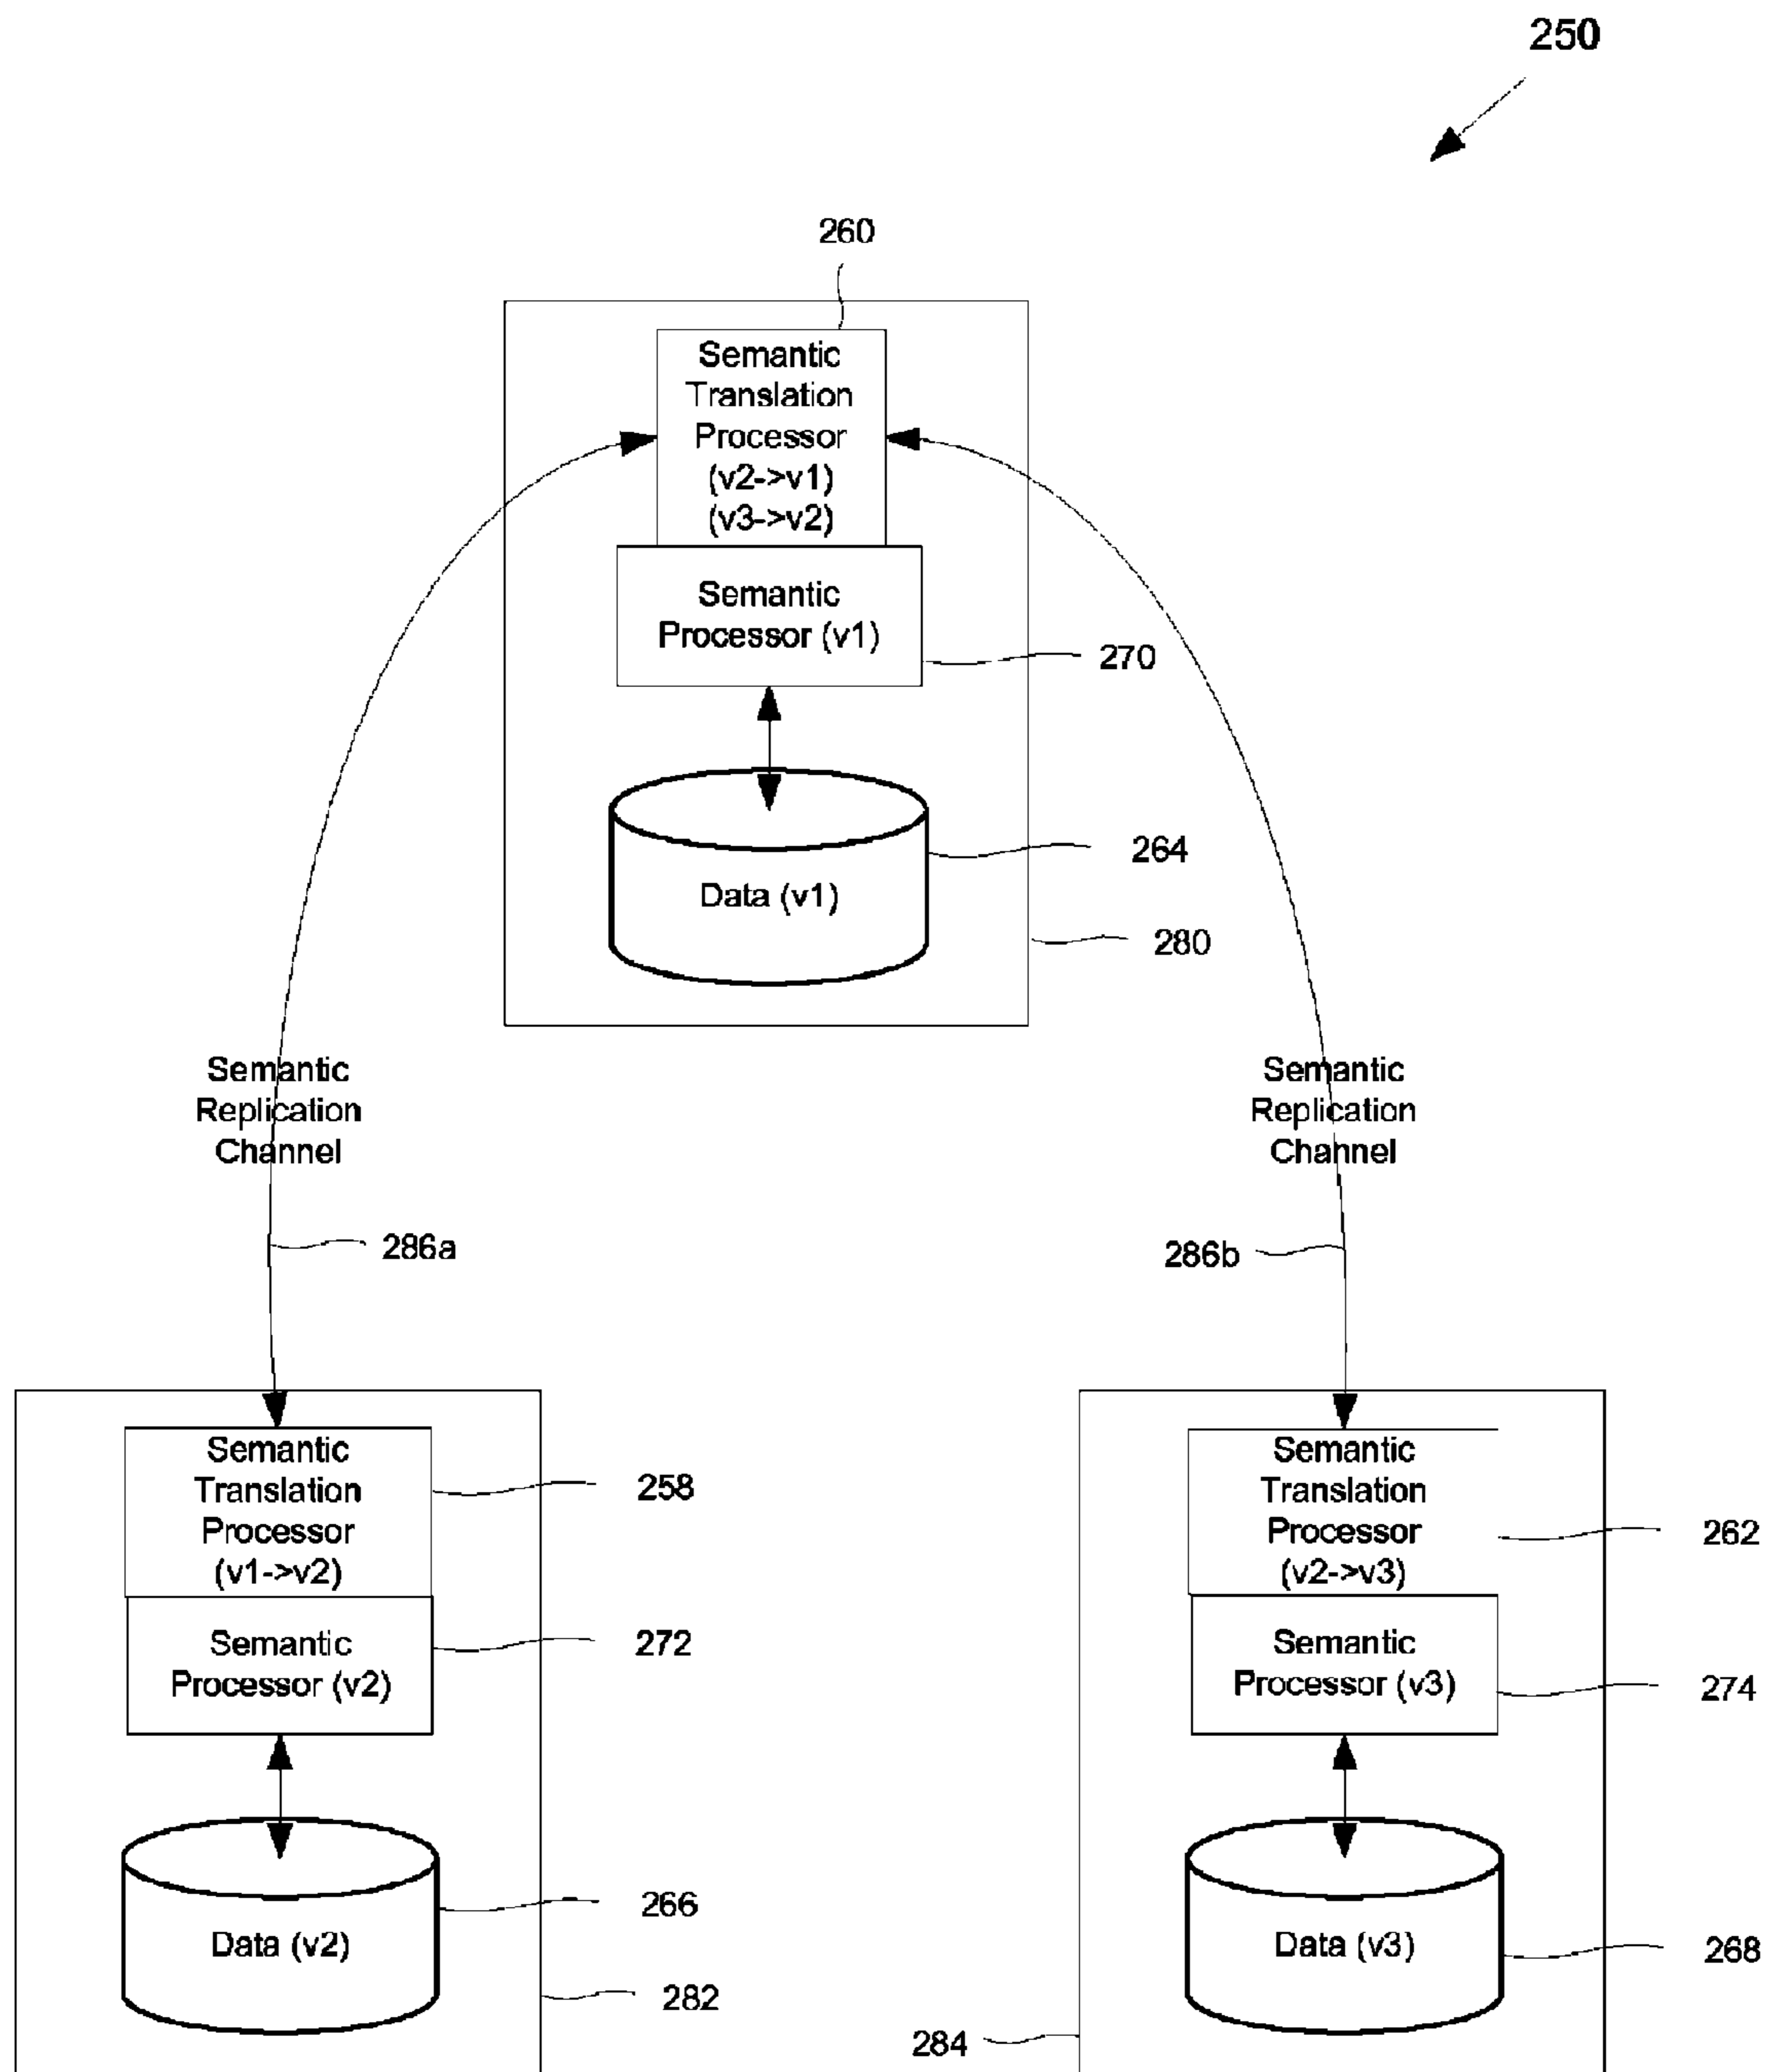 250
260
Semantic
Translation
Processor
(v2->v1)
(v3->v2)
Semantic
Processor (v1)
270
264
Data (v1)
280
Semantic
Replication
Channel
Semantic
Replication
Channel
286a
286b
Semantic
Translation
Processor
(v1->v2)
258
Semantic
Translation
Processor
(v2->v3)
262
Semantic
Processor (v2)
272
Semantic
Processor (v3)
274
266
Data (v2)
282
Data (v3)
268
284